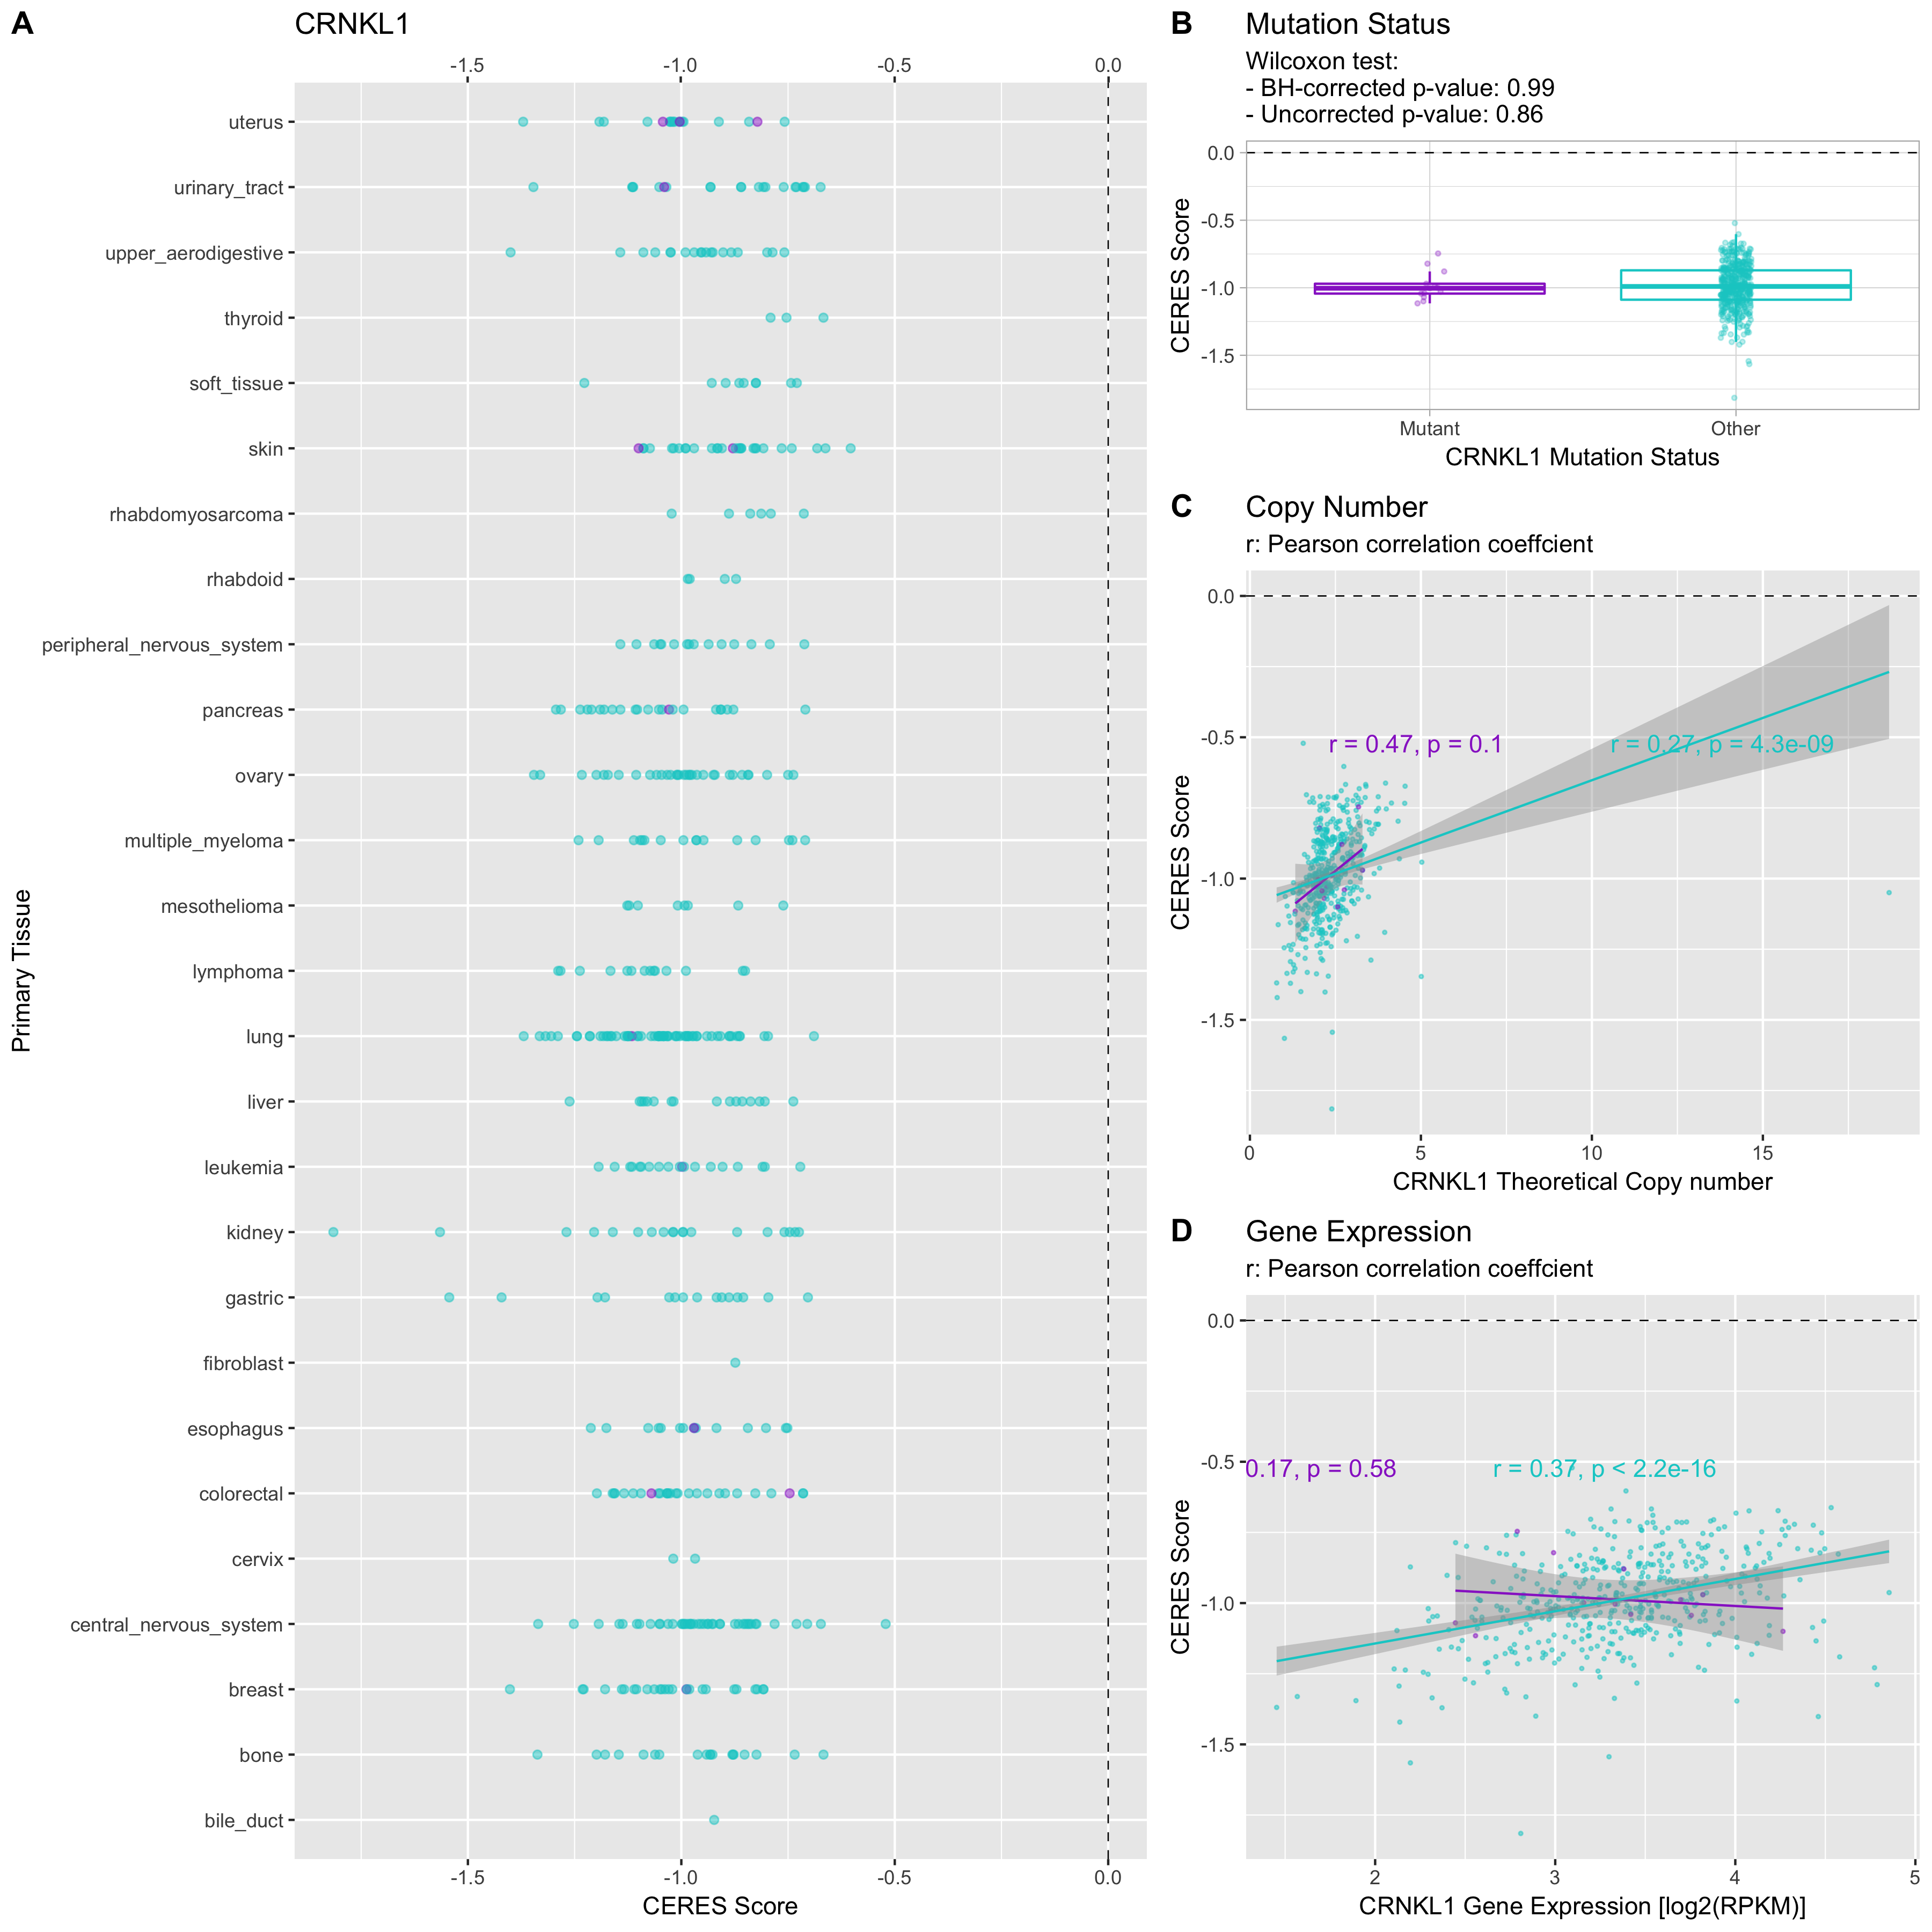 A
CRNKL1
-1.5 -1.0 -0.5 0.0
Primary Tissue
uterus
urinary_tract
upper_aerodigestive
thyroid
soft_tissue
skin
rhabdomyosarcoma
rhabdoid
peripheral_nervous_system
pancreas
ovary
multiple_myeloma
mesothelioma
lymphoma
lung
liver
leukemia
kidney
gastric
fibroblast
esophagus
colorectal
cervix
central_nervous_system
breast
bone
bile_duct
-1.5 -1.0 -0.5 0.0
CERES Score
B
Mutation Status
Wilcoxon test:
- BH-corrected p-value: 0.99
- Uncorrected p-value: 0.86
CERES Score
0.0
-0.5
-1.0
-1.5
Mutant Other
CRNKL1 Mutation Status
C
Copy Number
r: Pearson correlation coeffcient
CERES Score
0.0
-0.5
-1.0
-1.5
r = 0.47, p = 0.1 r = 0.27, p = 4.3e-09
0 5 10 15
CRNKL1 Theoretical Copy number
D
Gene Expression
r: Pearson correlation coeffcient
CERES Score
0.0
-0.5
-1.0
-1.5
0.17, p = 0.58 r = 0.37, p < 2.2e-16
2 3 4 5
CRNKL1 Gene Expression [log2(RPKM)]